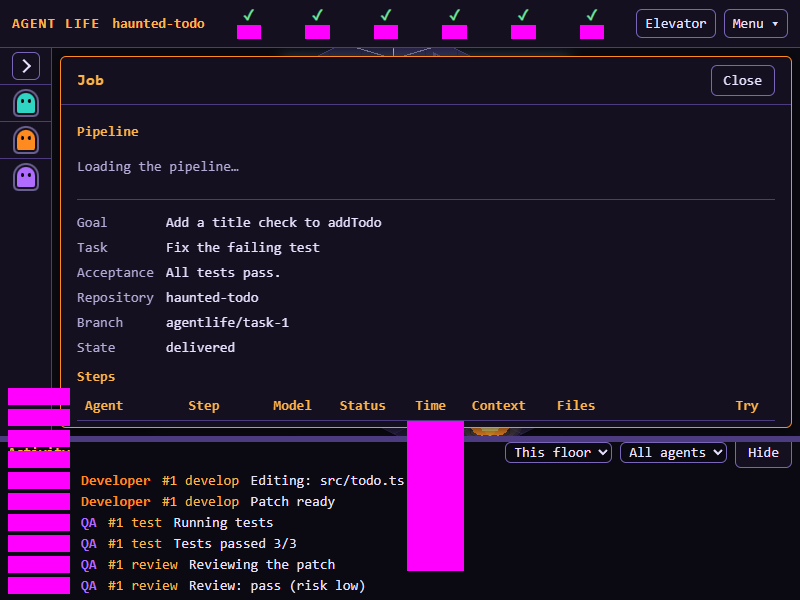 AGENT LIFE haunted-todo ✓ ✓ ✓ ✓ ✓ ✓ Elevator Menu ▾
Job Close
Pipeline
Loading the pipeline…
Goal Add a title check to addTodo
Task Fix the failing test
Acceptance All tests pass.
Repository haunted-todo
Branch agentlife/task-1
State delivered
Steps
Agent Step Model Status Time Context Files Try
This floor All agents Hide
Developer #1 develop Editing: src/todo.ts
Developer #1 develop Patch ready
QA #1 test Running tests
QA #1 test Tests passed 3/3
QA #1 review Reviewing the patch
QA #1 review Review: pass (risk low)